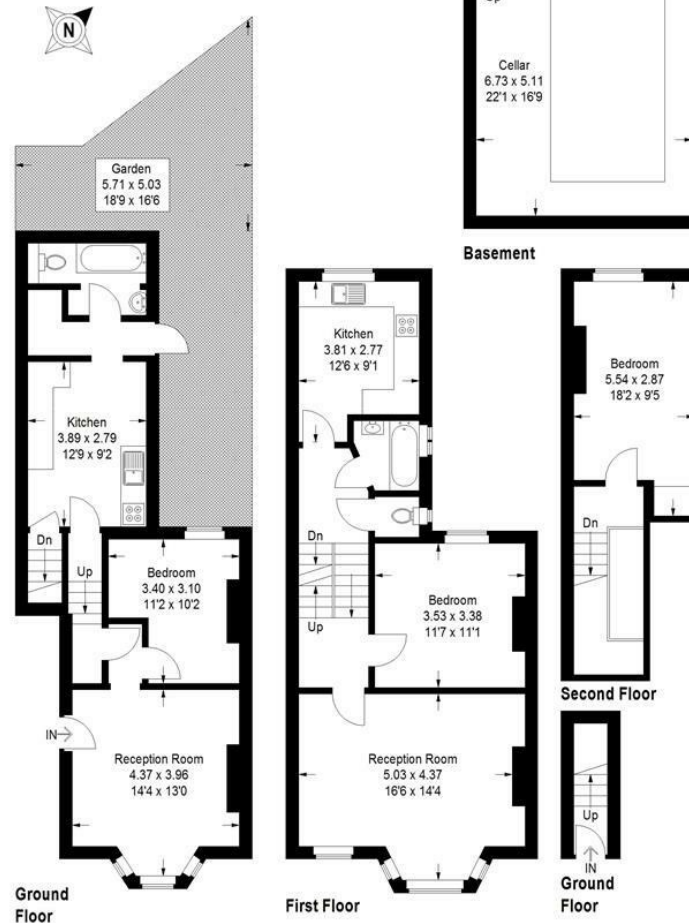 N
Garden
5.71 x 5.03
18'9 x 16'6
Kitchen
3.89 x 2.79
12'9 x 9'2
Dn
Up
Bedroom
3.40 x 3.10
11'2 x 10'2
IN
Reception Room
4.37 x 3.96
14'4 x 13'0
Ground
Floor
Kitchen
3.81 x 2.77
12'6 x 9'1
Dn
Up
Bedroom
3.53 x 3.38
11'7 x 11'1
Reception Room
5.03 x 4.37
16'6 x 14'4
First Floor
Up
Cellar
6.73 x 5.11
22'1 x 16'9
Basement
Bedroom
5.54 x 2.87
18'2 x 9'5
Dn
Second Floor
Up
IN
Ground
Floor